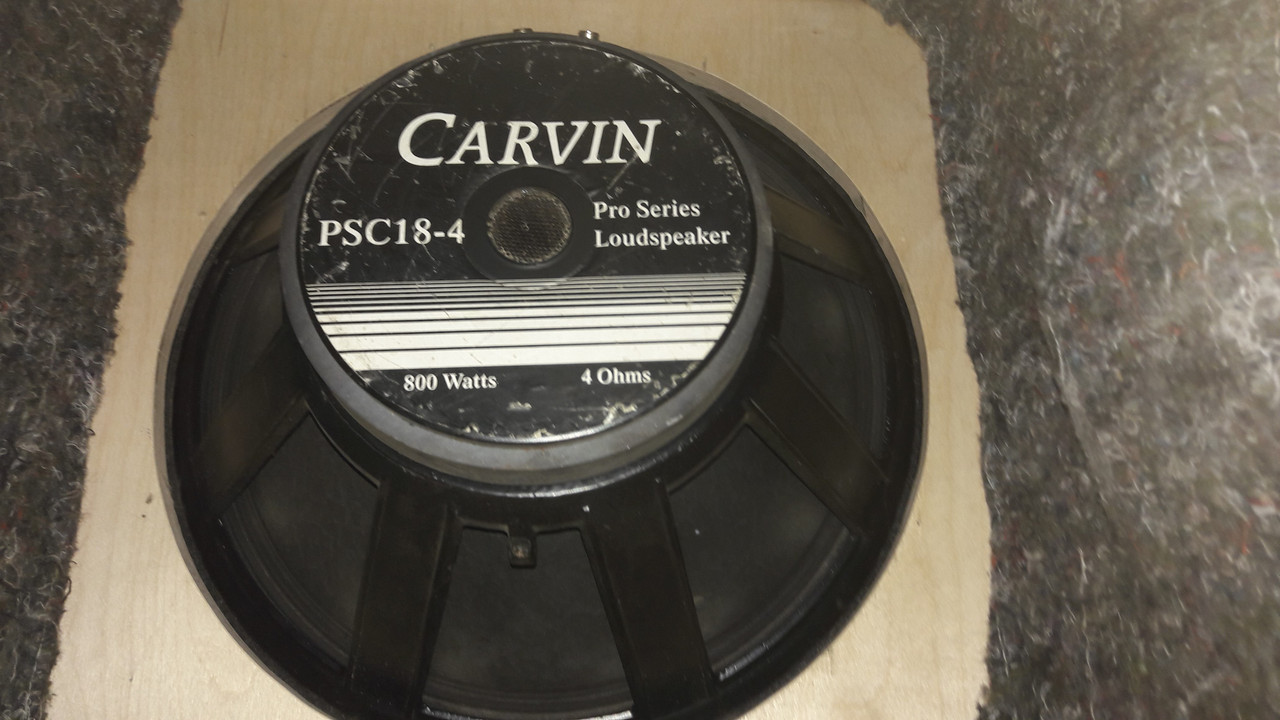 CARVIN
PSC18-4
Pro Series
Loudspeaker
800 Watts
4 Ohms